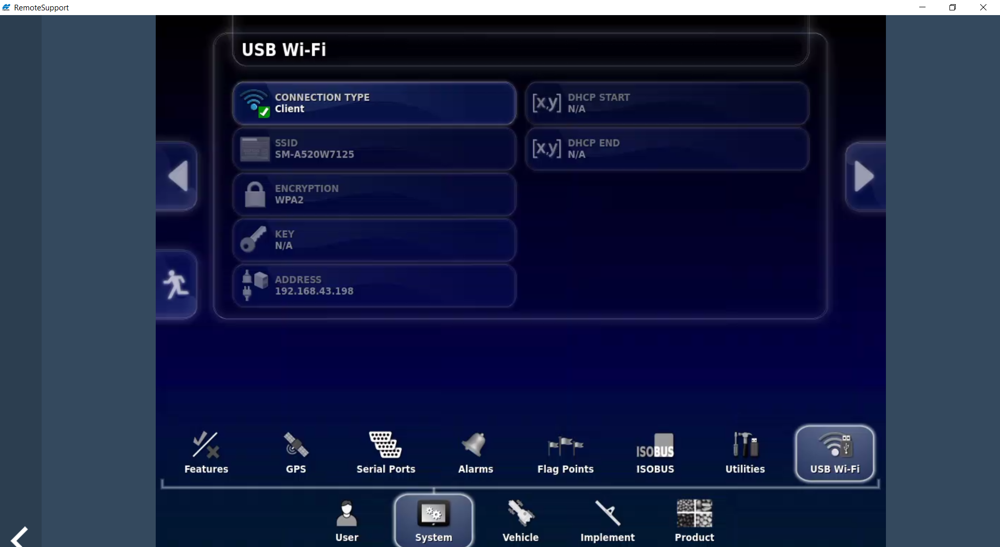 RemoteSupport
USB Wi-Fi
CONNECTION TYPE
Client
SSID
SM-A520W7125
ENCRYPTION
WPA2
KEY
N/A
ADDRESS
192.168.43.198
[x,y] DHCP START
N/A
[x,y] DHCP END
N/A
Features
GPS
Serial Ports
Alarms
Flag Points
ISOBUS
ISOBUS
Utilities
USB Wi-Fi
User
System
Vehicle
Implement
Product